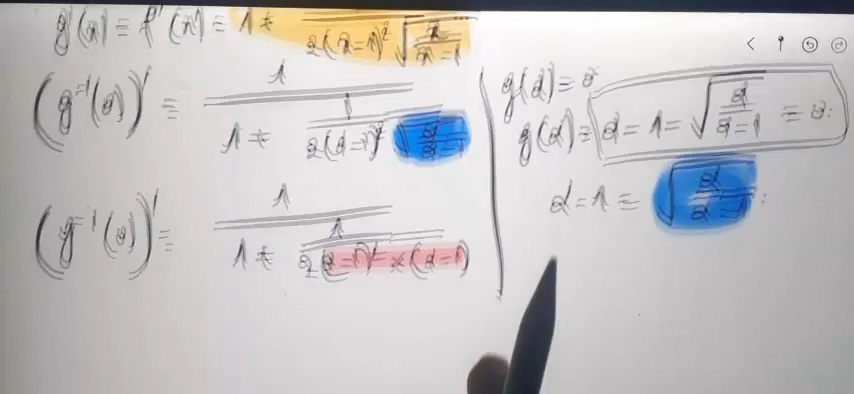 g'(x) = f'(x) = 1 + 1/(2(x-1)² √(x/(x-1)))
(g⁻¹(0))' = 1/(1 + 1/(2(α-1)² √(α/(α-1))))
(g⁻¹(0))' = 1/(1 + 1/(2(α-1)² × (α-1)))
g(α) = 0
g(α) = α - 1 - √(α/(α-1)) = 0
α - 1 = √(α/(α-1))